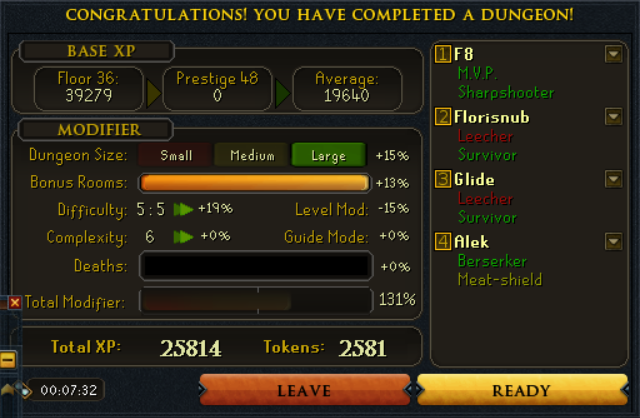 CONGRATULATIONS! YOU HAVE COMPLETED A DUNGEON!
BASE XP
Floor 36: Prestige 48 Average:
39279 0 19640
MODIFIER
Dungeon Size: Small Medium Large +15%
Bonus Rooms: +13%
Difficulty: 5 : 5 +19% Level Mod: -15%
Complexity: 6 +0% Guide Mode: +0%
Deaths: +0%
Total Modifier: 131%
Total XP: 25814 Tokens: 2581
1 F8
M.V.P.
Sharpshooter
2 Florisnub
Leecher
Survivor
3 Glide
Leecher
Survivor
4 Alek
Berserker
Meat-shield
00:07:32
LEAVE
READY